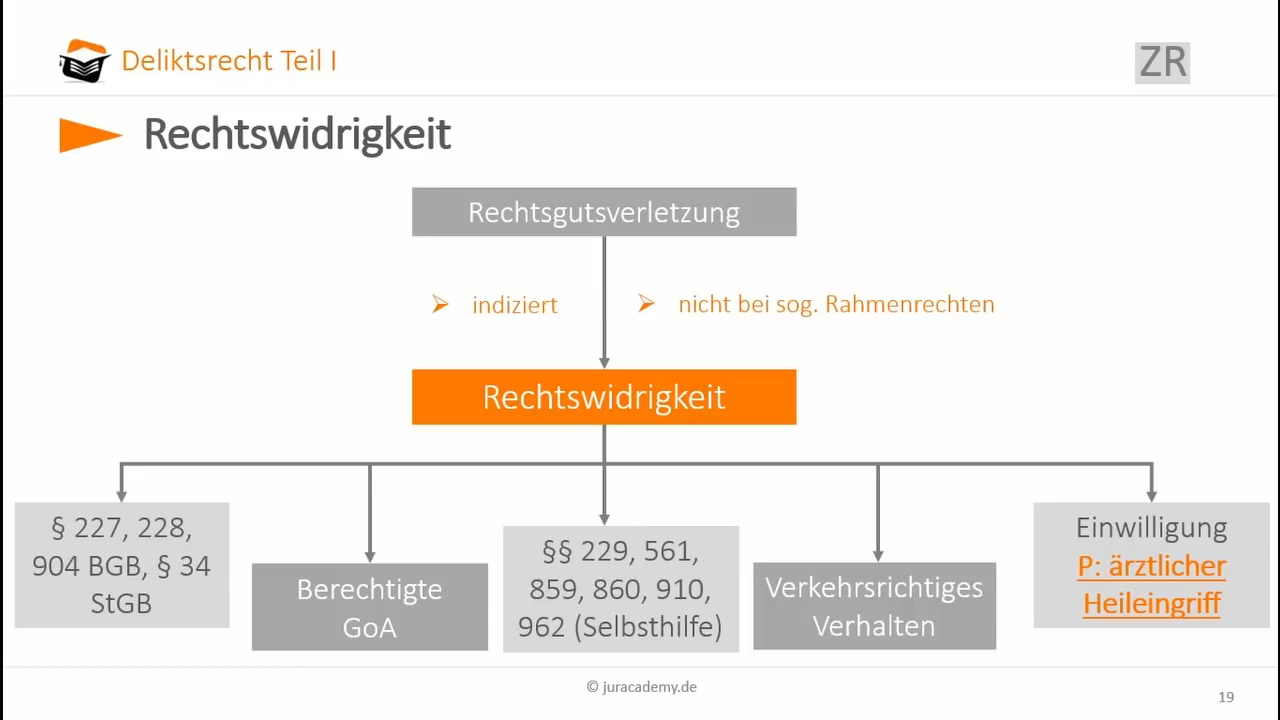 Deliktsrecht Teil I
ZR
Rechtswidrigkeit
Rechtsgutsverletzung
indiziert
nicht bei sog. Rahmenrechten
Rechtswidrigkeit
§ 227, 228,
904 BGB, § 34
StGB
Berechtigte
GoA
§§ 229, 561,
859, 860, 910,
962 (Selbsthilfe)
Verkehrsrichtiges
Verhalten
Einwilligung
P: ärztlicher
Heileingriff
© juracademy.de
19